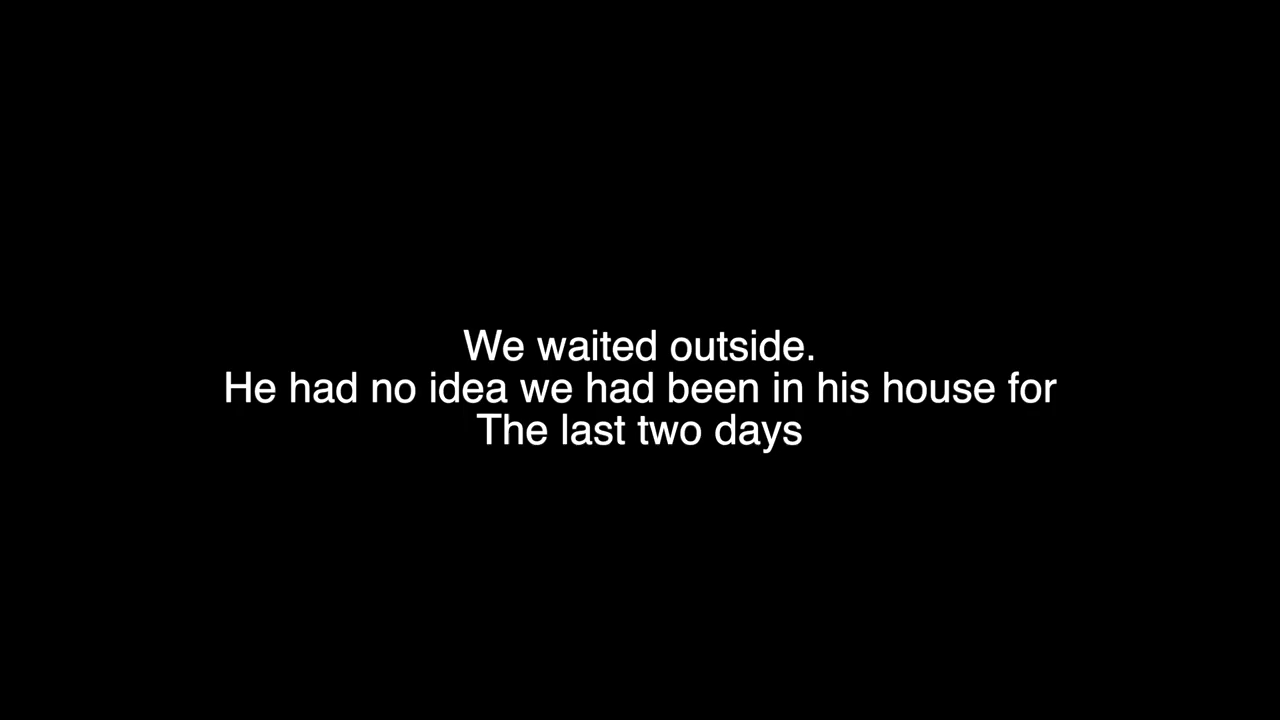 We waited outside.
He had no idea we had been in his house for
The last two days